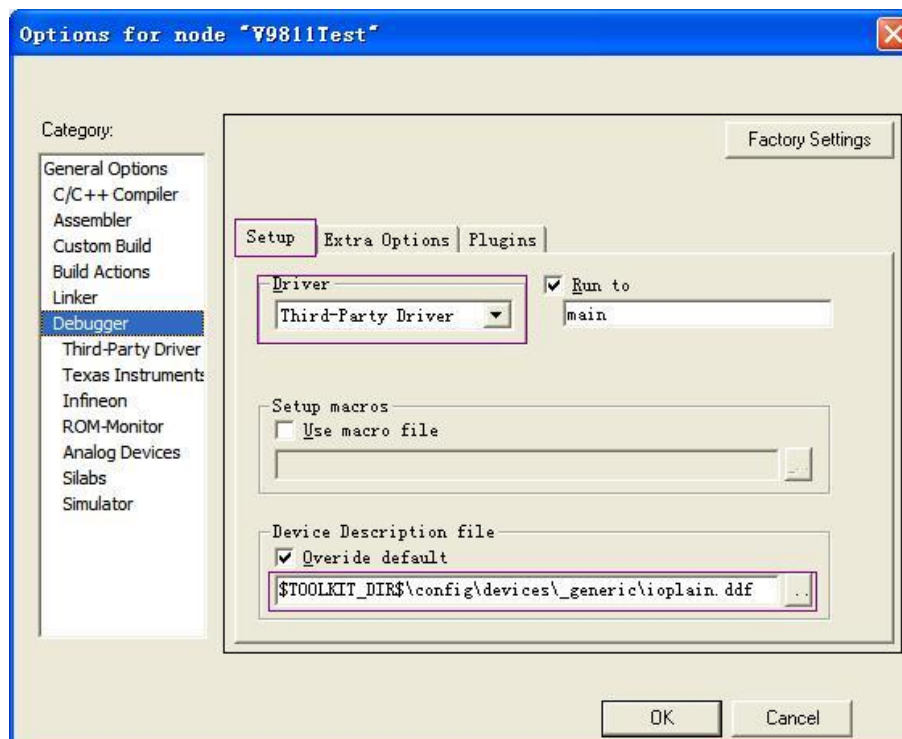 Options for node "V9811Test"
Category:
Factory Settings
General Options
C/C++ Compiler
Assembler
Custom Build
Build Actions
Linker
Debugger
Third-Party Driver
Texas Instruments
Infineon
ROM-Monitor
Analog Devices
Silabs
Simulator
Setup
Extra Options
Plugins
Driver
Third-Party Driver
Run to
main
Setup macros
Use macro file
...
Device Description file
Overide default
$TOOLKIT_DIR$\config\devices\_generic\ioplain.ddf
..
OK
Cancel